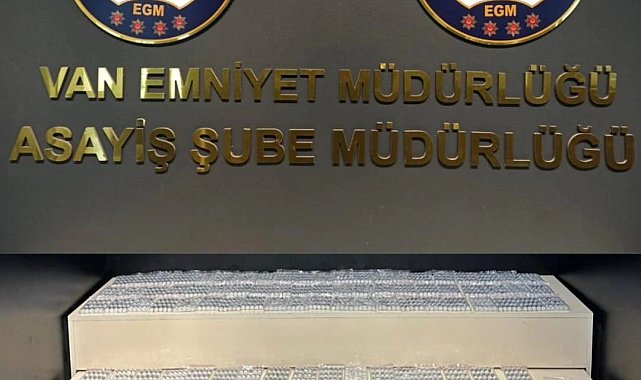 EGM EGM
VAN EMNİYET MÜDÜRLÜĞÜ
ASAYİŞ ŞUBE MÜDÜRLÜĞÜ